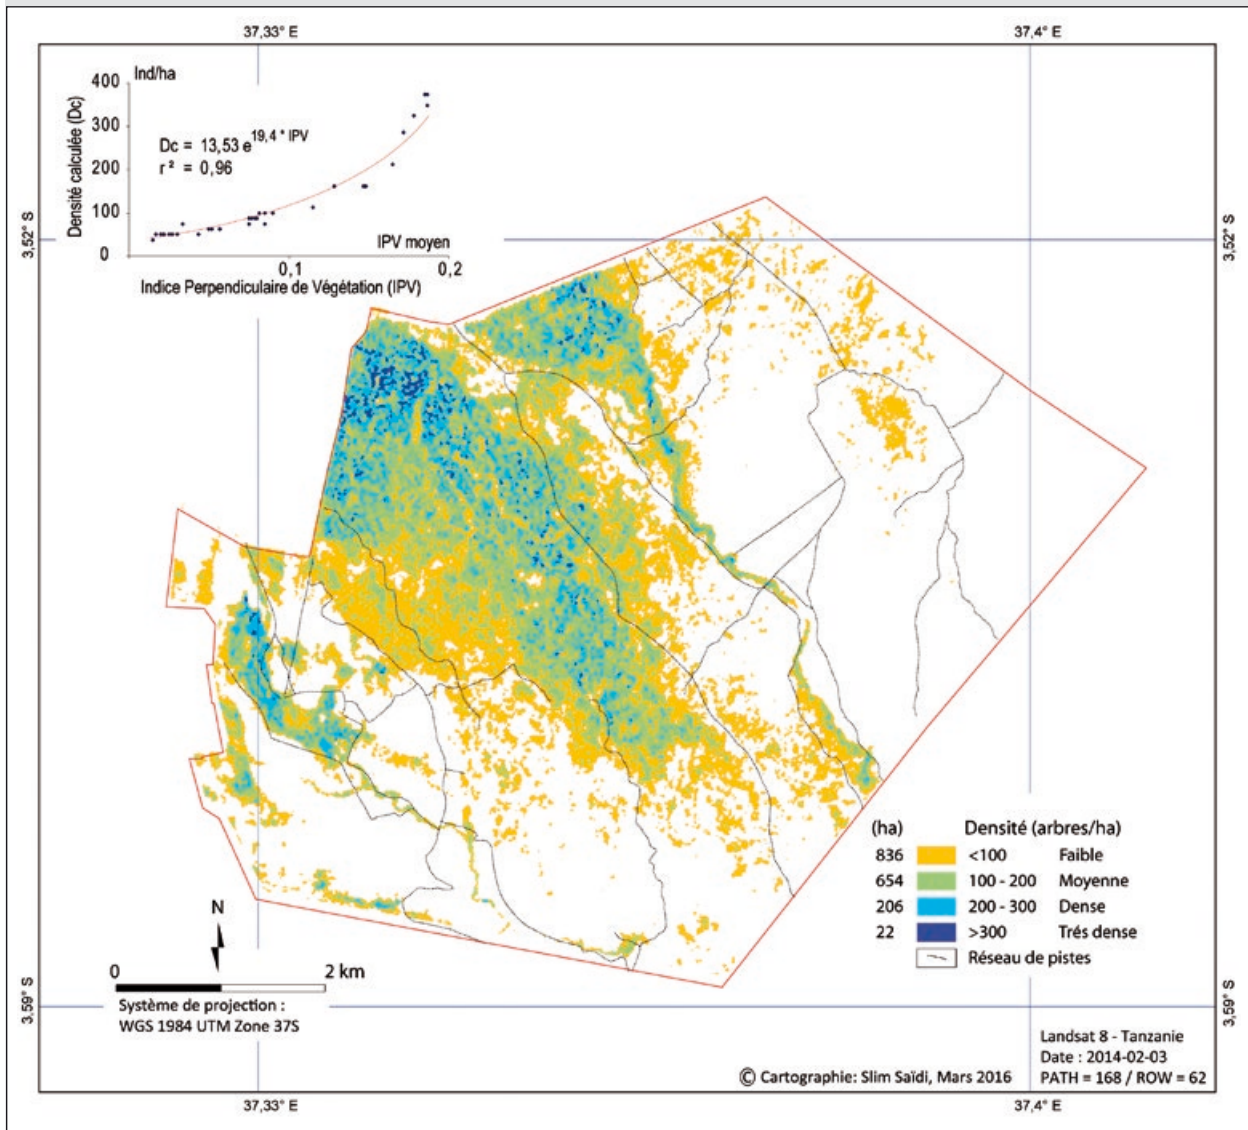 37,33° E
37,4° E
400
Ind/ha
300
200
100
0
Densité calculée (Dc)
Dc = 13,53 e19,4 * IPV
r² = 0,96
IPV moyen
0,1
0,2
Indice Perpendiculaire de Végétation (IPV)
3,52° S
3,52° S
(ha)
Densité (arbres/ha)
836 <100 Faible
654 100 - 200 Moyenne
206 200 - 300 Dense
22 >300 Trés dense
Réseau de pistes
N
0
2 km
Système de projection :
WGS 1984 UTM Zone 37S
3,59° S
3,59° S
Landsat 8 - Tanzanie
Date : 2014-02-03
© Cartographie: Slim Saïdi, Mars 2016
PATH = 168 / ROW = 62
37,33° E
37,4° E